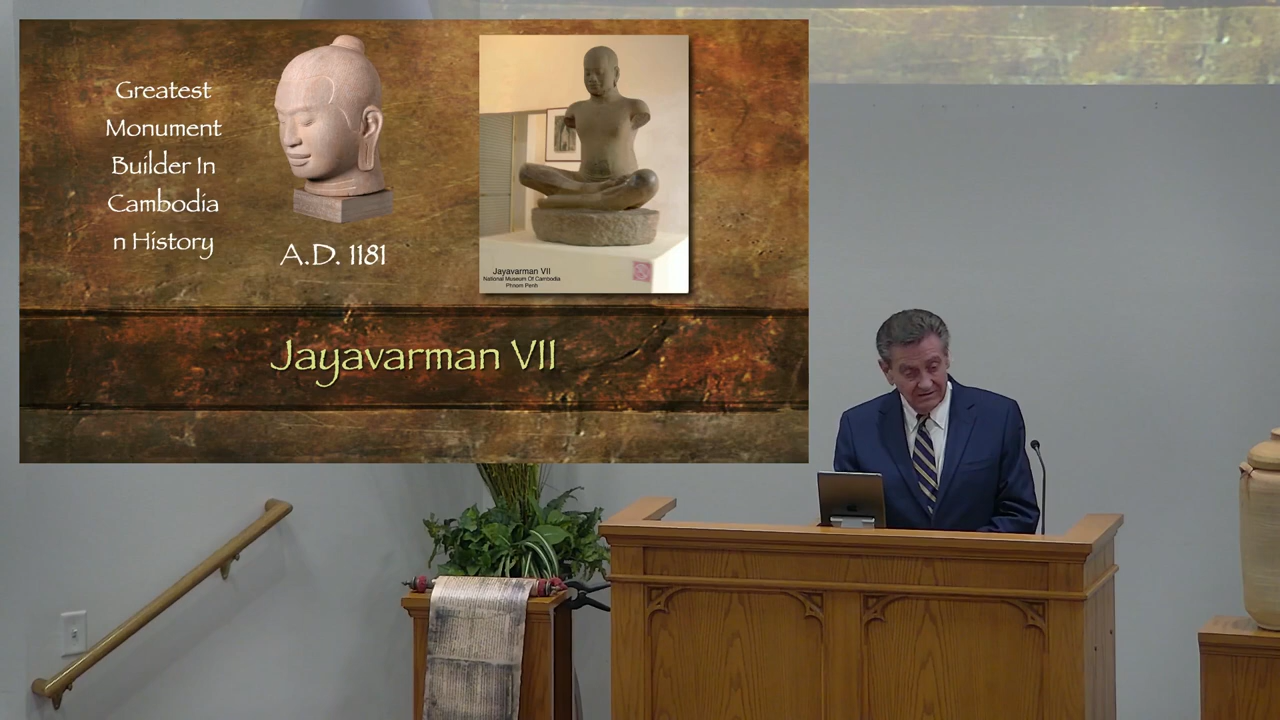 Greatest
Monument
Builder In
Cambodia
n History
A.D. 1181
Jayavarman VII
National Museum Of Cambodia
Phnom Penh
Jayavarman VII